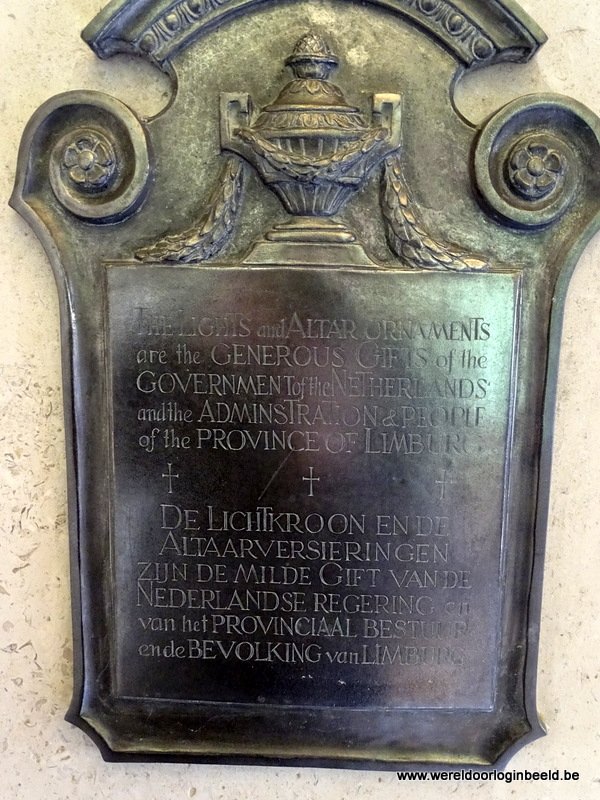 THE LIGHTS and ALTAR ORNAMENTS
are the GENEROUS GIFTS of the
GOVERNMENT of the NETHERLANDS
and the ADMINSTRATION & PEOPLE
of the PROVINCE OF LIMBURG
† † †
DE LICHTKROON EN DE
ALTAARVERSIERINGEN
ZIJN DE MILDE GIFT VAN DE
NEDERLANDSE REGERING en
van het PROVINCIAAL BESTUUR
en de BEVOLKING van LIMBURG
www.wereldoorloginbeeld.be